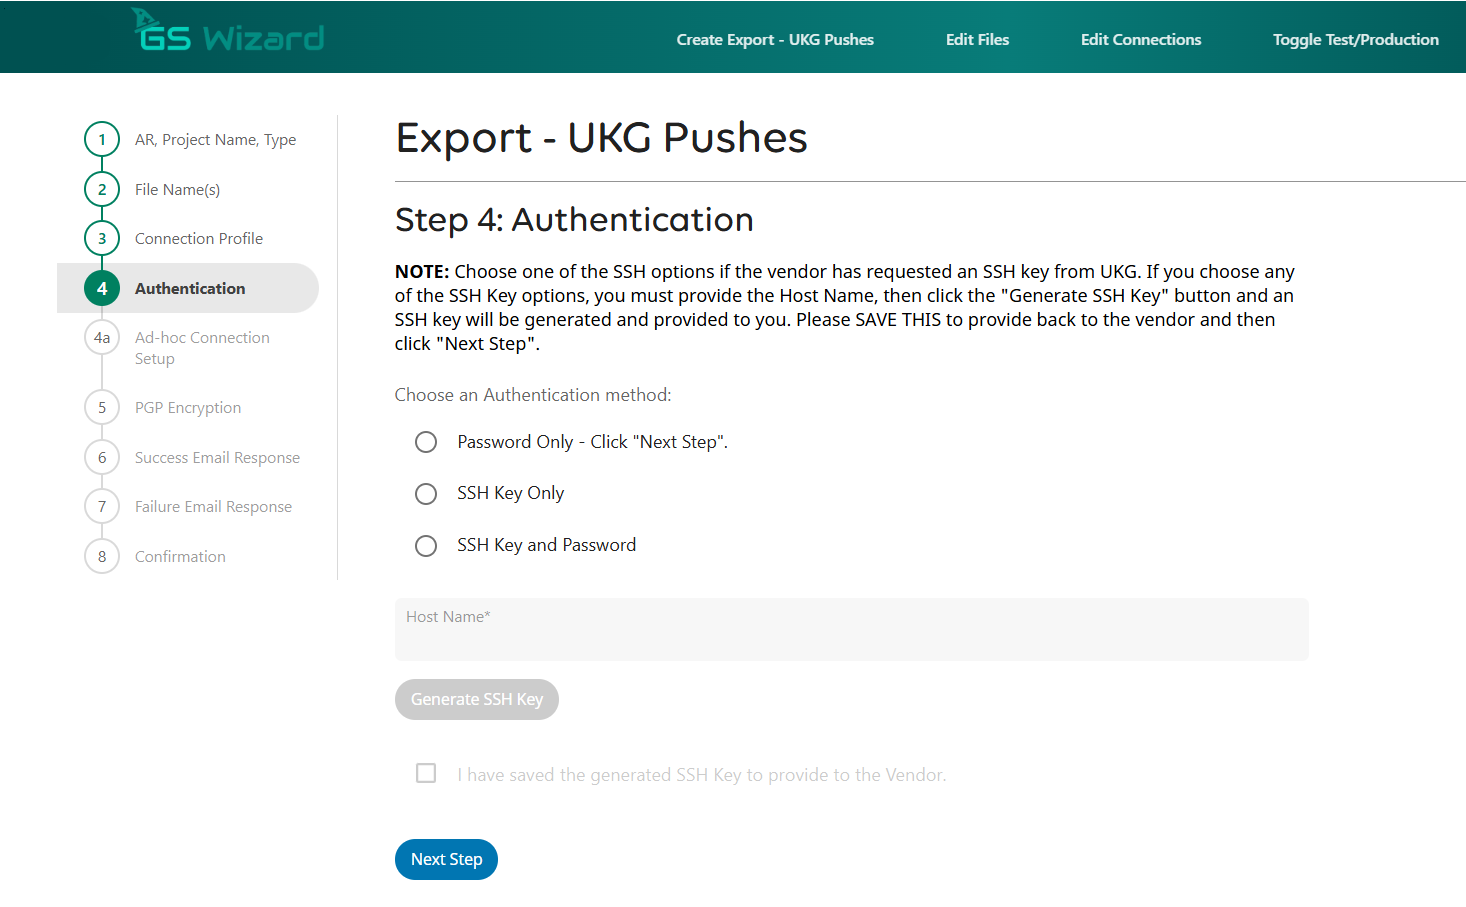 GS Wizard
Create Export - UKG Pushes
Edit Files
Edit Connections
Toggle Test/Production
1 AR, Project Name, Type
2 File Name(s)
3 Connection Profile
4 Authentication
4a Ad-hoc Connection
Setup
5 PGP Encryption
6 Success Email Response
7 Failure Email Response
8 Confirmation
Export - UKG Pushes
Step 4: Authentication
NOTE: Choose one of the SSH options if the vendor has requested an SSH key from UKG. If you choose any
of the SSH Key options, you must provide the Host Name, then click the "Generate SSH Key" button and an
SSH key will be generated and provided to you. Please SAVE THIS to provide back to the vendor and then
click "Next Step".
Choose an Authentication method:
Password Only - Click "Next Step".
SSH Key Only
SSH Key and Password
Host Name*
Generate SSH Key
I have saved the generated SSH Key to provide to the Vendor.
Next Step